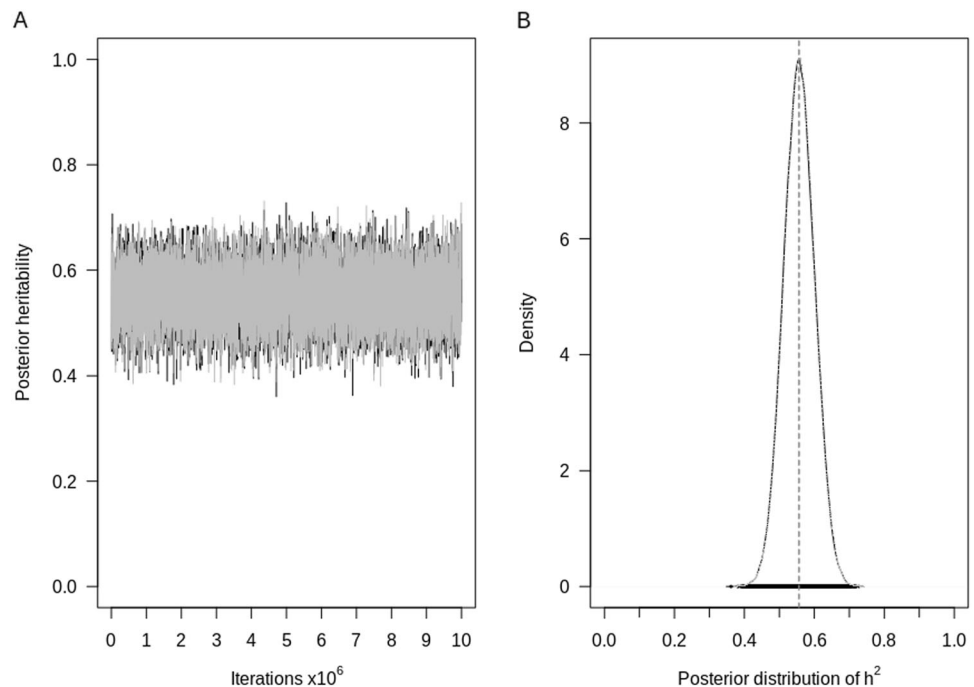 A
1.0
0.8
0.6
0.4
0.2
0.0
Posterior heritability
0 1 2 3 4 5 6 7 8 9 10
Iterations x10^6
B
8
6
4
2
0
Density
0.0 0.2 0.4 0.6 0.8 1.0
Posterior distribution of h^2